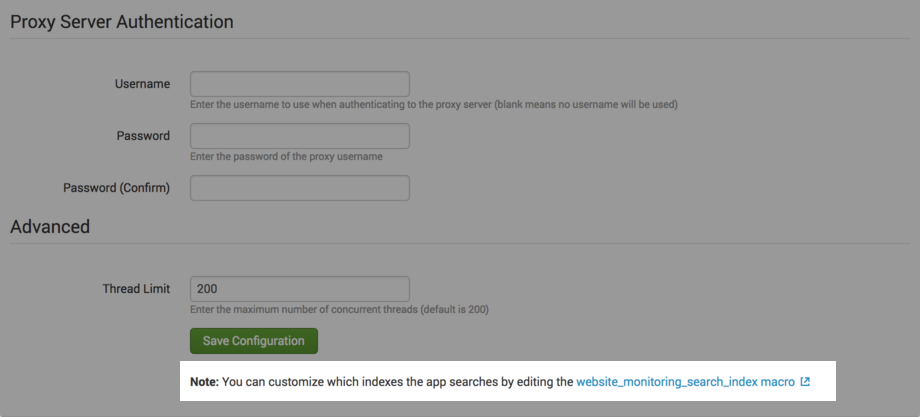 Proxy Server Authentication
Username
Enter the username to use when authenticating to the proxy server (blank means no username will be used)
Password
Enter the password of the proxy username
Password (Confirm)
Advanced
Thread Limit
200
Enter the maximum number of concurrent threads (default is 200)
Save Configuration
Note: You can customize which indexes the app searches by editing the website_monitoring_search_index macro